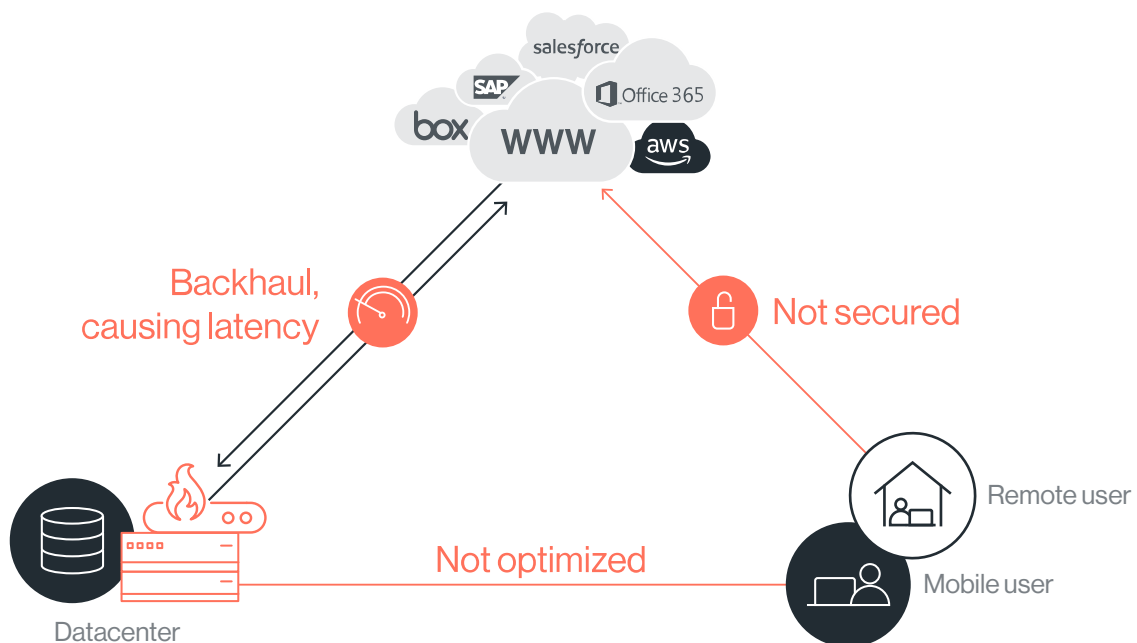 salesforce
SAP
Office 365
box
www
aws
Backhaul,
causing latency
Not secured
Remote user
Not optimized
Mobile user
Datacenter